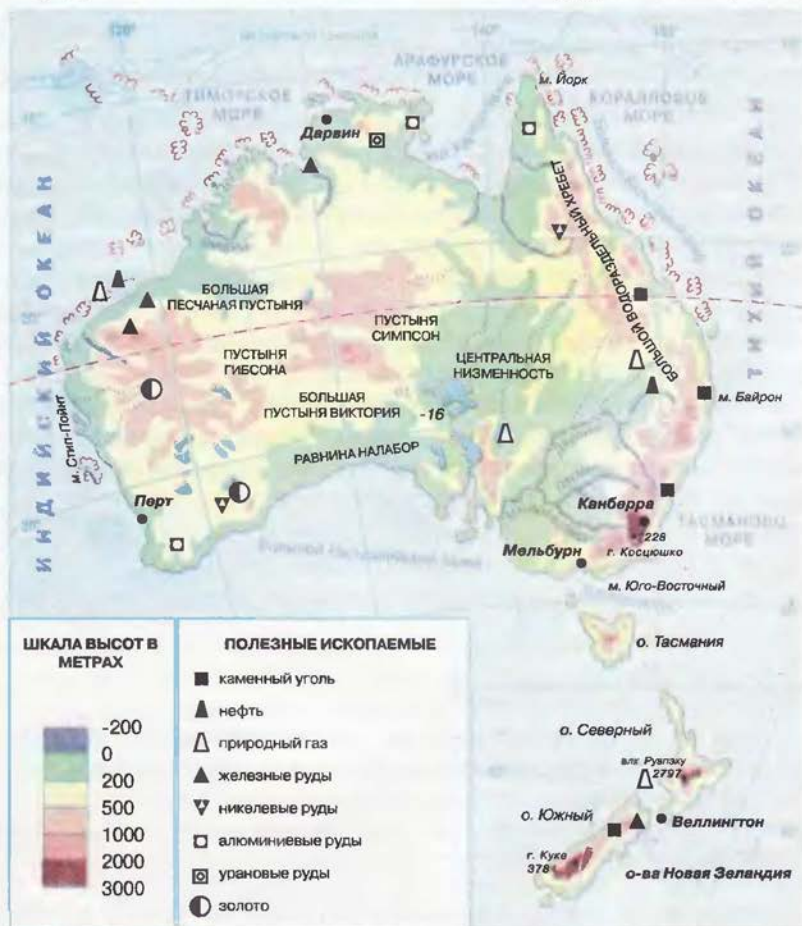 120°
140°
АРАФУРСКОЕ
МОРЕ
м. Йорк
ТИМОРСКОЕ
МОРЕ
КОРАЛЛОВОЕ
МОРЕ
Дарвин
ИНДИЙСКИЙ ОКЕАН
ТИХИЙ ОКЕАН
БОЛЬШОЙ ВОДОРАЗДЕЛЬНЫЙ ХРЕБЕТ
БОЛЬШАЯ
ПЕСЧАНАЯ ПУСТЫНЯ
ПУСТЫНЯ
СИМПСОН
ПУСТЫНЯ
ГИБСОНА
ЦЕНТРАЛЬНАЯ
НИЗМЕННОСТЬ
БОЛЬШАЯ
ПУСТЫНЯ ВИКТОРИЯ
-16
м. Байрон
м. Стип-Пойнт
РАВНИНА НАЛАБОР
Перт
Канберра
ТАСМАНОВО
МОРЕ
228
г. Косцюшко
Мельбурн
м. Юго-Восточный
о. Тасмания
ШКАЛА ВЫСОТ В
МЕТРАХ
-200
0
200
500
1000
2000
3000
ПОЛЕЗНЫЕ ИСКОПАЕМЫЕ
каменный уголь
нефть
природный газ
железные руды
никелевые руды
алюминиевые руды
урановые руды
золото
о. Северный
влк. Руапэху
2797
о. Южный
Веллингтон
г. Куке
378
о-ва Новая Зеландия